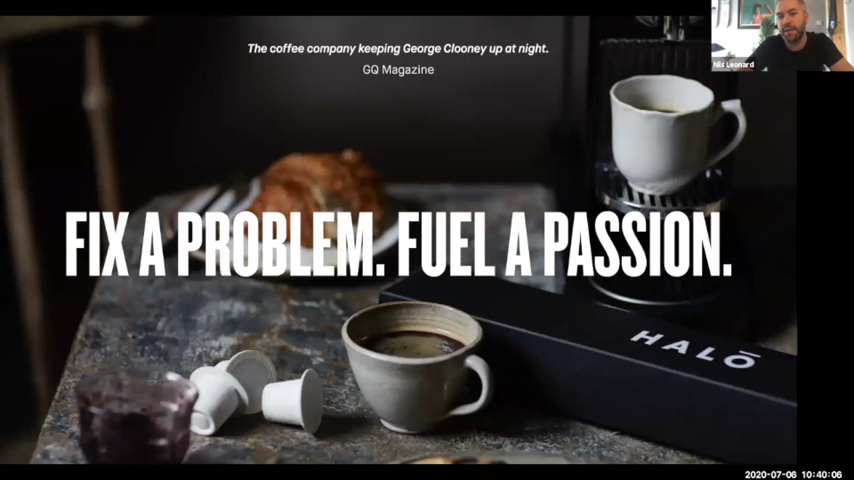 The coffee company keeping George Clooney up at night.
GQ Magazine
Nils Leonard
FIX A PROBLEM. FUEL A PASSION.
HALŌ
2020-07-06 10:40:06